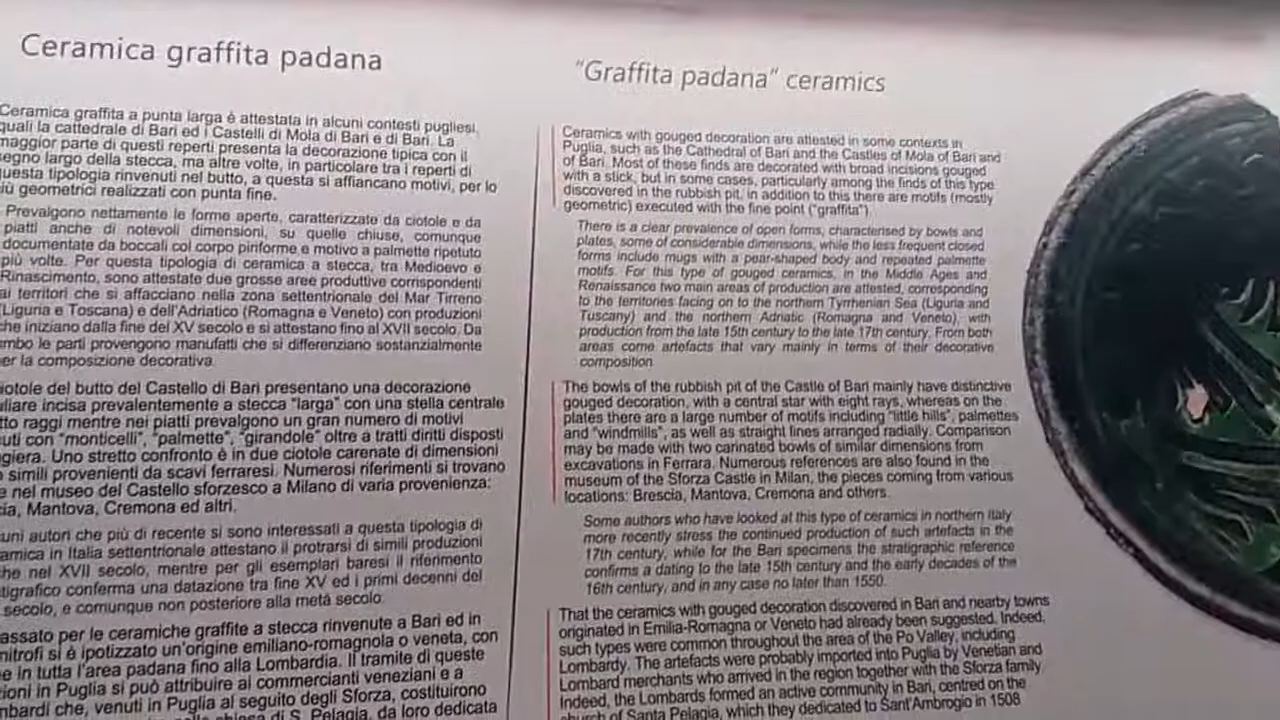 Ceramica graffita padana
Ceramica graffita a punta larga è attestata in alcuni contesti pugliesi,
quali la cattedrale di Bari ed i Castelli di Mola di Bari e di Bari. La
maggior parte di questi reperti presenta la decorazione tipica con il
segno largo della stecca, ma altre volte, in particolare tra i reperti di
questa tipologia rinvenuti nel butto, a questa si affiancano motivi, per lo
iù geometrici realizzati con punta fine.
Prevalgono nettamente le forme aperte, caratterizzate da ciotole e da
piatti anche di notevoli dimensioni, su quelle chiuse, comunque
documentate da boccali col corpo piriforme e motivo a palmette ripetuto
più volte. Per questa tipologia di ceramica a stecca, tra Medioevo e
Rinascimento, sono attestate due grosse aree produttive corrispondenti
ai territori che si affacciano nella zona settentrionale del Mar Tirreno
(Liguria e Toscana) e dell'Adriatico (Romagna e Veneto) con produzioni
che iniziano dalla fine del XV secolo e si attestano fino al XVII secolo. Da
mbo le parti provengono manufatti che si differenziano sostanzialmente
er la composizione decorativa.
iotole del butto del Castello di Bari presentano una decorazione
liare incisa prevalentemente a stecca "larga" con una stella centrale
tto raggi mentre nei piatti prevalgono un gran numero di motivi
uti con "monticelli", "palmette", "girandole" oltre a tratti diritti disposti
giera. Uno stretto confronto è in due ciotole carenate di dimensioni
simili provenienti da scavi ferraresi. Numerosi riferimenti si trovano
e nel museo del Castello sforzesco a Milano di varia provenienza:
cia, Mantova, Cremona ed altri.
uni autori che più di recente si sono interessati a questa tipologia di
amica in Italia settentrionale attestano il protrarsi di simili produzioni
he nel XVII secolo, mentre per gli esemplari baresi il riferimento
tigrafico conferma una datazione tra fine XV ed i primi decenni del
secolo, e comunque non posteriore alla metà secolo.
assato per le ceramiche graffite a stecca rinvenute a Bari ed in
nitrofi si è ipotizzato un'origine emiliano-romagnola o veneta, con
e in tutta l'area padana fino alla Lombardia. Il tramite di queste
ioni in Puglia si può attribuire ai commercianti veneziani e a
mbardi che, venuti in Puglia al seguito degli Sforza, costituirono
chiesa di S. Pelagia, da loro dedicata
"Graffita padana" ceramics
Ceramics with gouged decoration are attested in some contexts in
Puglia, such as the Cathedral of Bari and the Castles of Mola of Bari and
of Bari. Most of these finds are decorated with broad incisions gouged
with a stick, but in some cases, particularly among the finds of this type
discovered in the rubbish pit, in addition to this there are motifs (mostly
geometric) executed with the fine point ("graffita")
There is a clear prevalence of open forms, characterised by bowls and
plates, some of considerable dimensions, while the less frequent closed
forms include mugs with a pear-shaped body and repeated palmette
motifs. For this type of gouged ceramics, in the Middle Ages and
Renaissance two main areas of production are attested, corresponding
to the territories facing on to the northern Tyrrhenian Sea (Liguria and
Tuscany) and the northern Adriatic (Romagna and Veneto), with
production from the late 15th century to the late 17th century. From both
areas come artefacts that vary mainly in terms of their decorative
composition.
The bowls of the rubbish pit of the Castle of Bari mainly have distinctive
gouged decoration, with a central star with eight rays, whereas on the
plates there are a large number of motifs including "little hills", palmettes
and "windmills", as well as straight lines arranged radially. Comparison
may be made with two carinated bowls of similar dimensions from
excavations in Ferrara. Numerous references are also found in the
museum of the Sforza Castle in Milan, the pieces coming from various
locations: Brescia, Mantova, Cremona and others.
Some authors who have looked at this type of ceramics in northern Italy
more recently stress the continued production of such artefacts in the
17th century, while for the Bari specimens the stratigraphic reference
confirms a dating to the late 15th century and the early decades of the
16th century, and in any case no later than 1550.
That the ceramics with gouged decoration discovered in Bari and nearby towns
originated in Emilia-Romagna or Veneto had already been suggested. Indeed,
such types were common throughout the area of the Po Valley, including
Lombardy. The artefacts were probably imported into Puglia by Venetian and
Lombard merchants who arrived in the region together with the Sforza family.
Indeed, the Lombards formed an active community in Bari, centred on the
church of Santa Pelagia, which they dedicated to Sant'Ambrogio in 1508